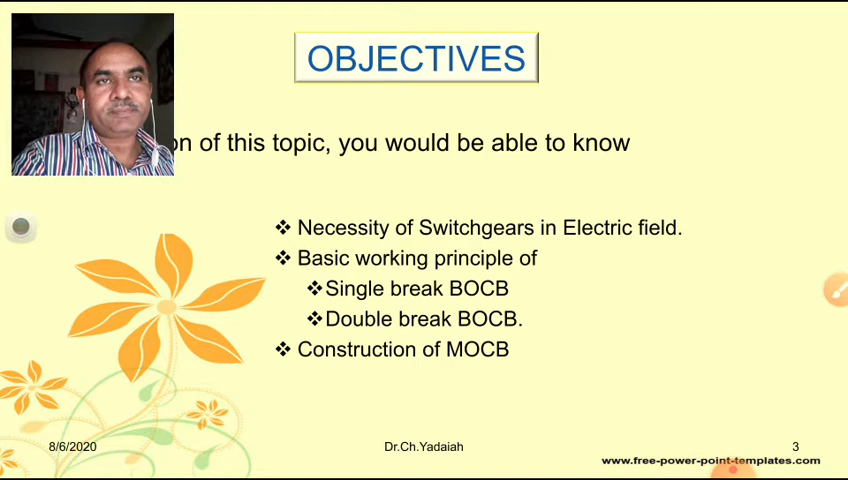 OBJECTIVES
on of this topic, you would be able to know
❖ Necessity of Switchgears in Electric field.
❖ Basic working principle of
❖Single break BOCB
❖Double break BOCB.
❖ Construction of MOCB
8/6/2020 Dr.Ch.Yadaiah 3
www.free-power-point-templates.com